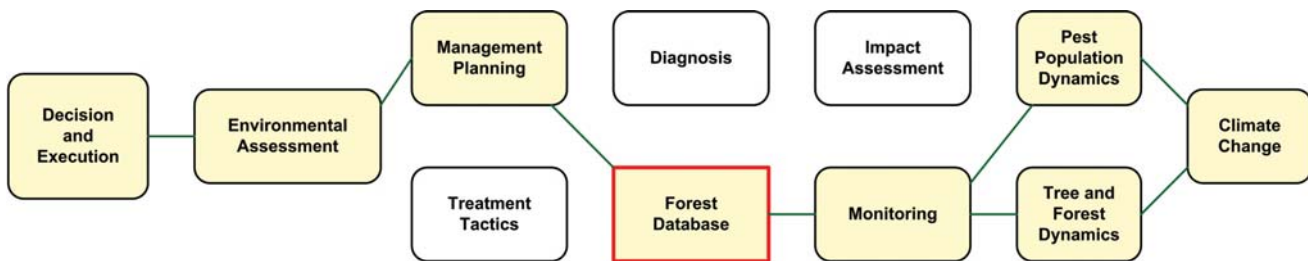 Decision
and
Execution
Environmental
Assessment
Management
Planning
Treatment
Tactics
Diagnosis
Forest
Database
Impact
Assessment
Monitoring
Pest
Population
Dynamics
Tree and
Forest
Dynamics
Climate
Change